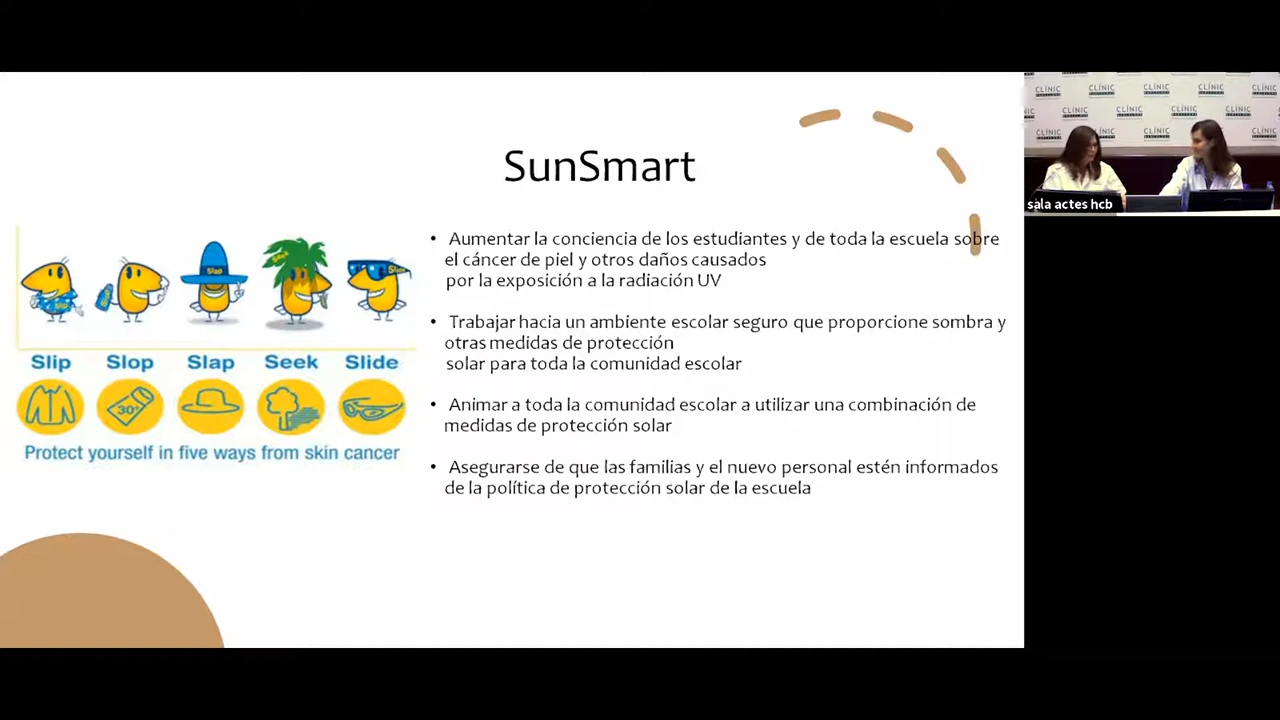 SunSmart
Slip
Slop
Slap
Seek
Slide
30+
Protect yourself in five ways from skin cancer
• Aumentar la conciencia de los estudiantes y de toda la escuela sobre
el cáncer de piel y otros daños causados
por la exposición a la radiación UV
• Trabajar hacia un ambiente escolar seguro que proporcione sombra y
otras medidas de protección
solar para toda la comunidad escolar
• Animar a toda la comunidad escolar a utilizar una combinación de
medidas de protección solar
• Asegurarse de que las familias y el nuevo personal estén informados
de la política de protección solar de la escuela
CLÍNIC
BARCELONA
sala actes hcb